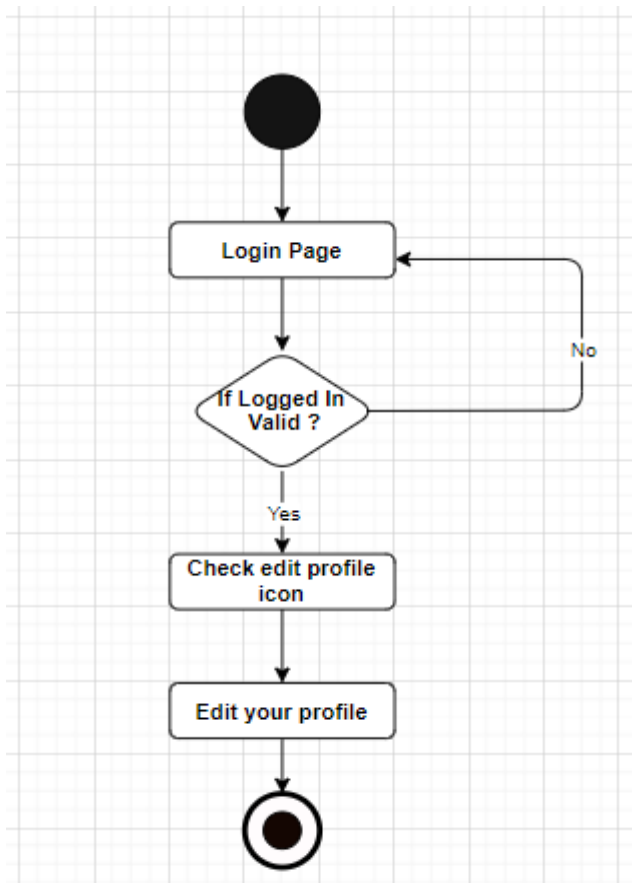 Login Page
If Logged In
Valid ?
No
Yes
Check edit profile
icon
Edit your profile